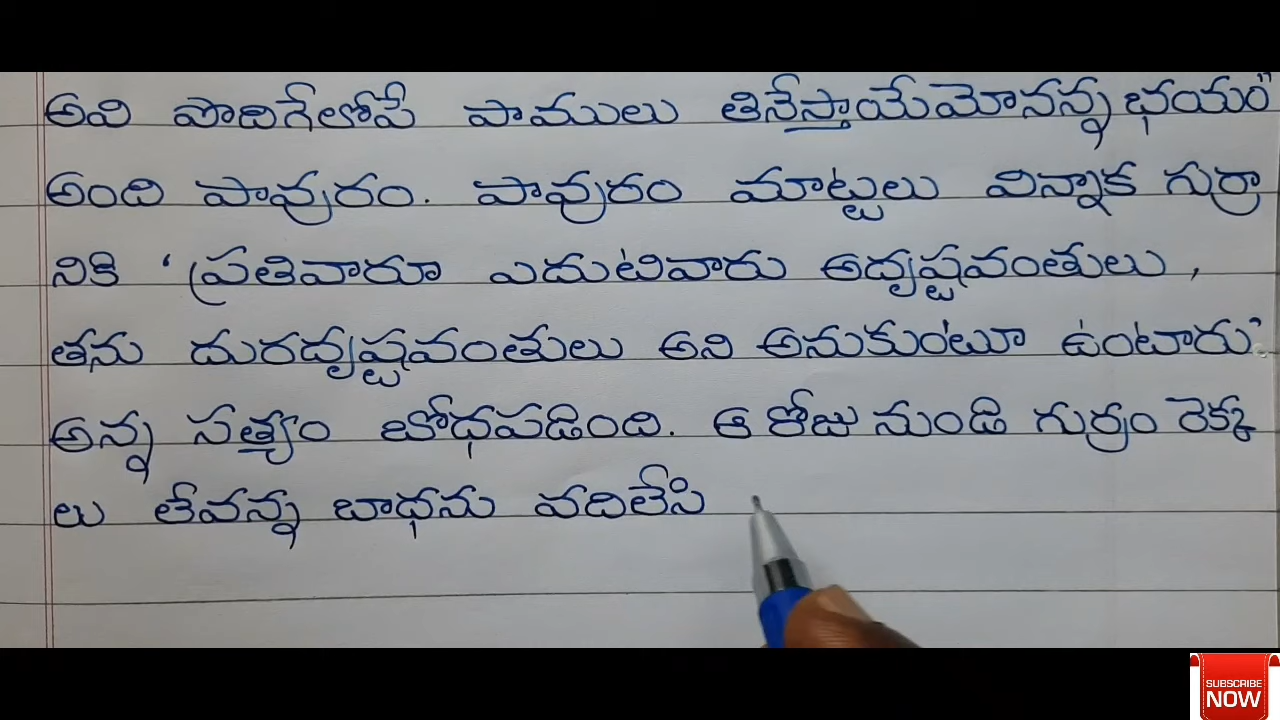 అవి పొదిగేలోపే పాములు తినేస్తాయేమోనన్న భయం"
అంది పావురం. పావురం మాట్టలు విన్నాక గుర్రా
నికి ‘ ప్రతివారూ ఎదుటివారు అదృష్టవంతులు ,
తను దురదృష్టవంతులు అని అనుకుంటూ ఉంటారు’
అన్న సత్యం బోధపడింది. ఆ రోజు నుండి గుర్రం రెక్క
లు లేవన్న బాధను వదిలేసి
SUBSCRIBE
NOW